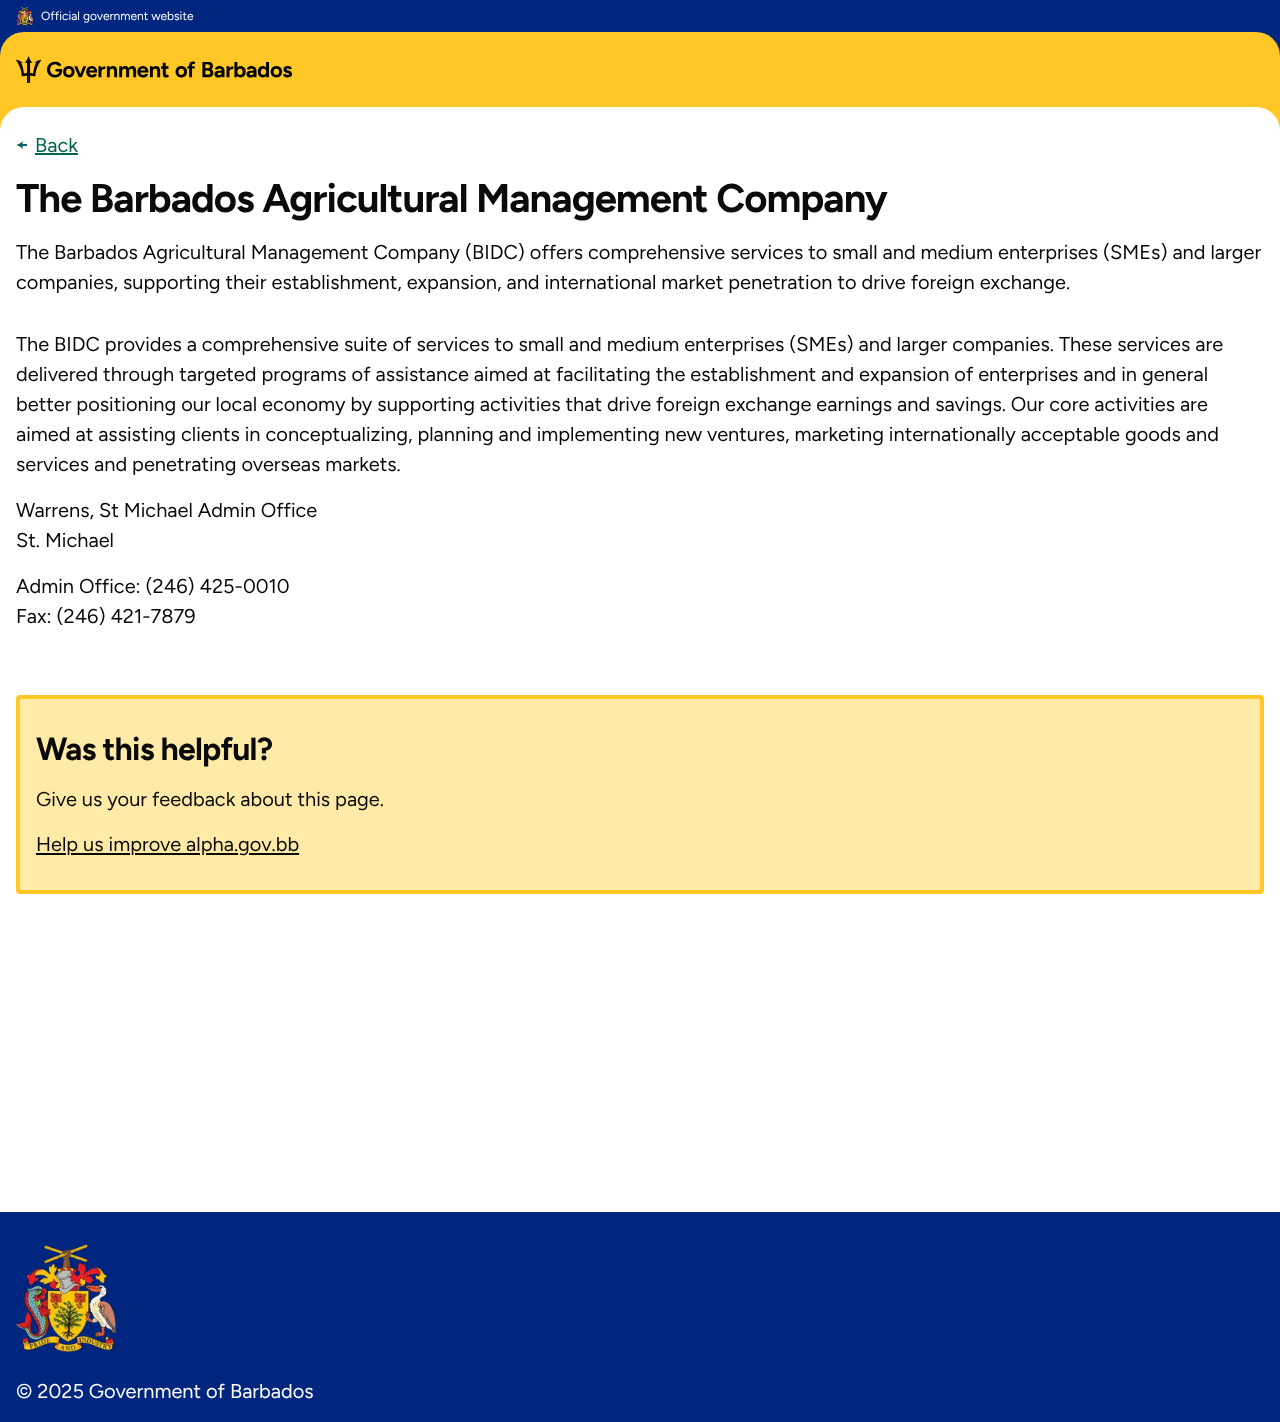 Official government website
Government of Barbados
Back
The Barbados Agricultural Management Company
The Barbados Agricultural Management Company (BIDC) offers comprehensive services to small and medium enterprises (SMEs) and larger
companies, supporting their establishment, expansion, and international market penetration to drive foreign exchange.
The BIDC provides a comprehensive suite of services to small and medium enterprises (SMEs) and larger companies. These services are
delivered through targeted programs of assistance aimed at facilitating the establishment and expansion of enterprises and in general
better positioning our local economy by supporting activities that drive foreign exchange earnings and savings. Our core activities are
aimed at assisting clients in conceptualizing, planning and implementing new ventures, marketing internationally acceptable goods and
services and penetrating overseas markets.
Warrens, St Michael Admin Office
St. Michael
Admin Office: (246) 425-0010
Fax: (246) 421-7879
Was this helpful?
Give us your feedback about this page.
Help us improve alpha.gov.bb
PRIDE AND INDUSTRY
© 2025 Government of Barbados